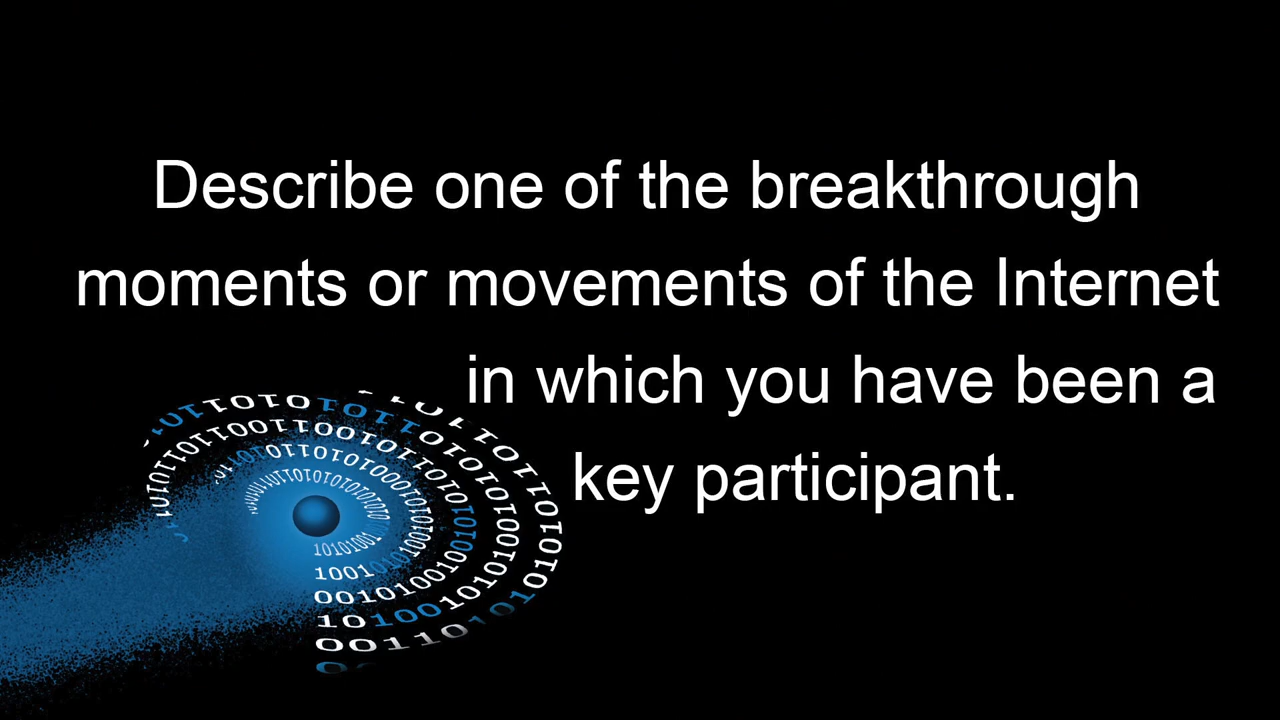 Describe one of the breakthrough
moments or movements of the Internet
in which you have been a
key participant.